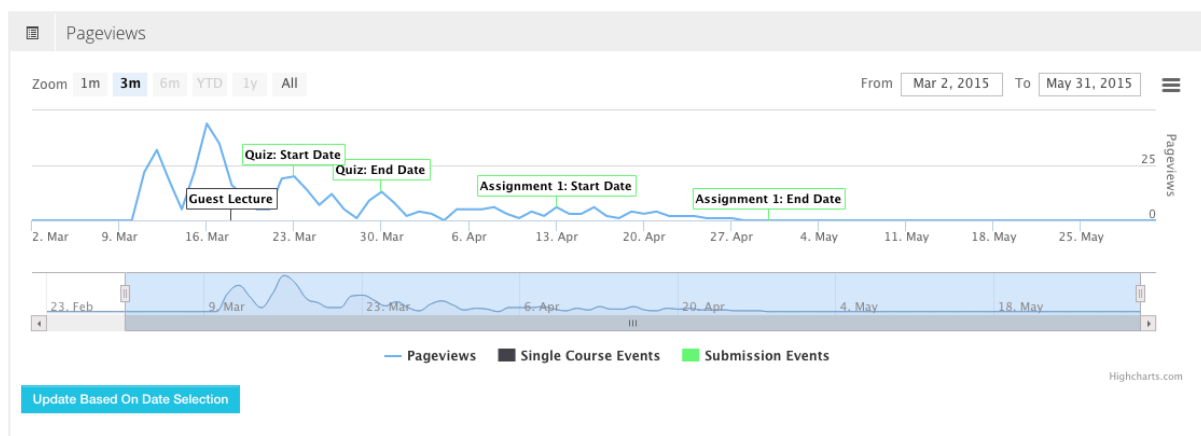 Pageviews
Zoom 1m 3m 6m YTD 1y All From Mar 2, 2015 To May 31, 2015
Pageviews
25
Quiz: Start Date
Quiz: End Date
Assignment 1: Start Date
Guest Lecture
Assignment 1: End Date
0
2. Mar 9. Mar 16. Mar 23. Mar 30. Mar 6. Apr 13. Apr 20. Apr 27. Apr 4. May 11. May 18. May 25. May
23. Feb 9. Mar 23. Mar 6. Apr 20. Apr 4. May 18. May
Pageviews Single Course Events Submission Events
Highcharts.com
Update Based On Date Selection